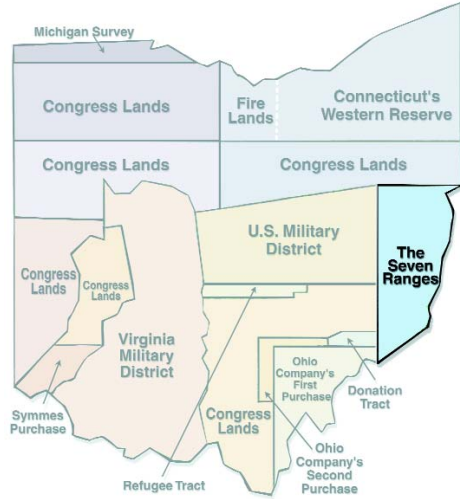 Michigan Survey
Congress Lands
Fire
Lands
Connecticut's
Western Reserve
Congress Lands
Congress Lands
U.S. Military
District
The
Seven
Ranges
Congress
Lands
Congress
Lands
Virginia
Military
District
Ohio
Company's First
Purchase
Donation
Tract
Symmes
Purchase
Congress
Lands
Ohio
Company's
Second
Purchase
Refugee Tract